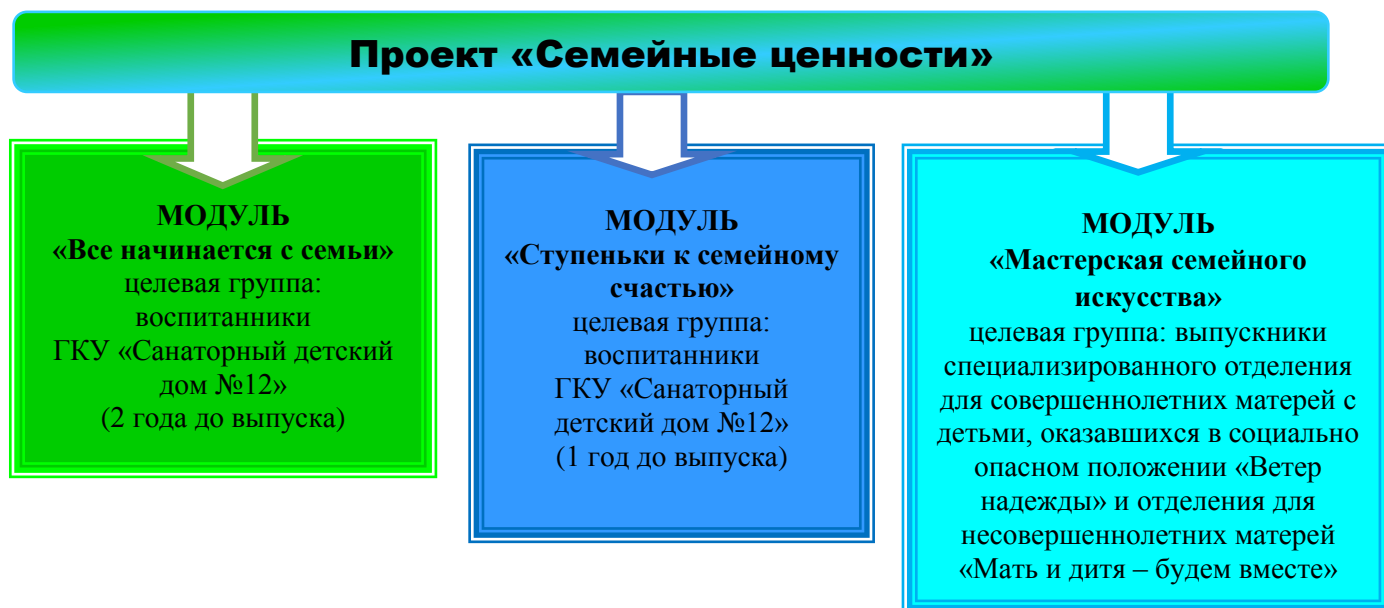 Проект «Семейные ценности»
МОДУЛЬ
«Все начинается с семьи»
целевая группа:
воспитанники
ГКУ «Санаторный детский
дом №12»
(2 года до выпуска)
МОДУЛЬ
«Ступеньки к семейному
счастью»
целевая группа:
воспитанники
ГКУ «Санаторный
детский дом №12»
(1 год до выпуска)
МОДУЛЬ
«Мастерская семейного
искусства»
целевая группа: выпускники
специализированного отделения
для совершеннолетних матерей с
детьми, оказавшихся в социально
опасном положении «Ветер
надежды» и отделения для
несовершеннолетних матерей
«Мать и дитя – будем вместе»